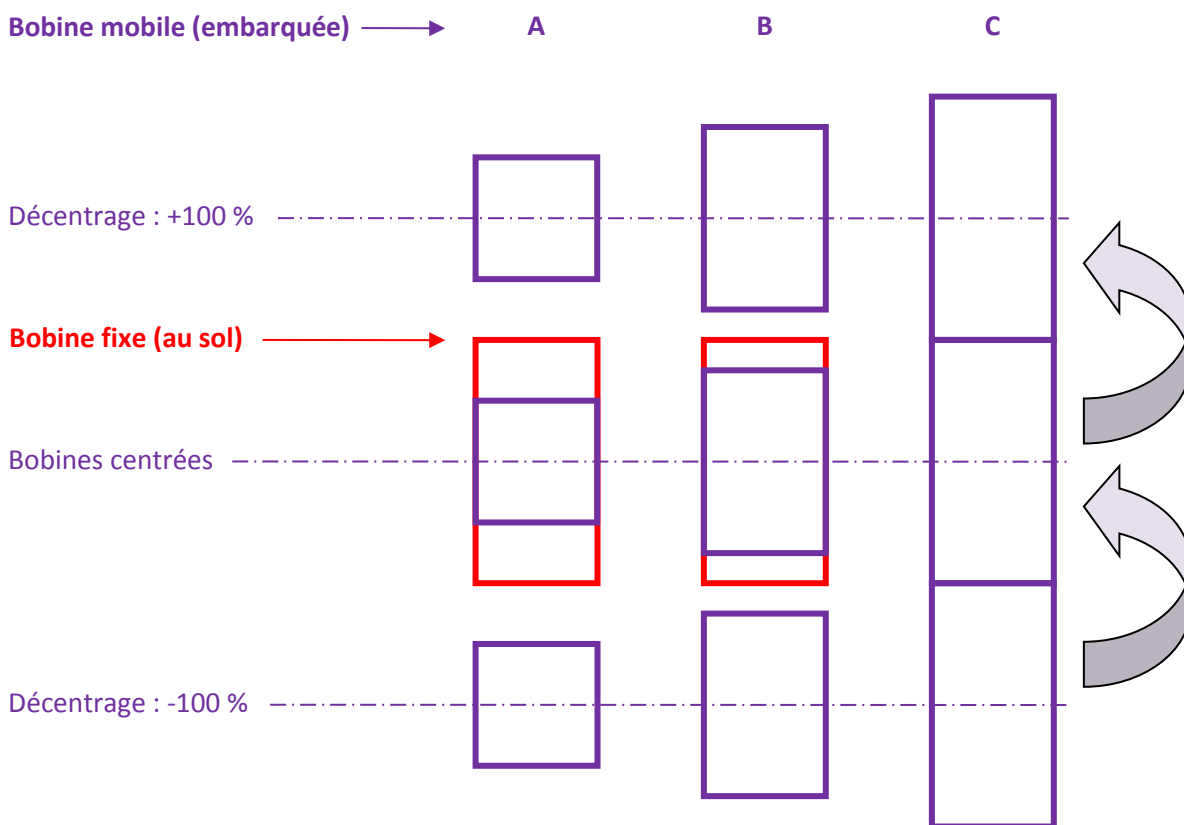 Bobine mobile (embarquée) A B C
Décentrage : +100 %
Bobine fixe (au sol)
Bobines centrées
Décentrage : -100 %